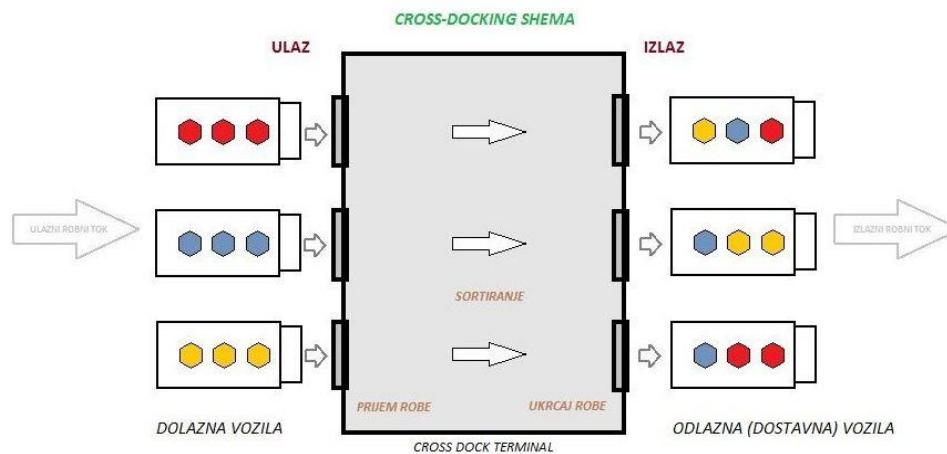 CROSS-DOCKING SHEMA
ULAZ
IZLAZ
ULAZNI ROBNI TOK
IZLAZNI ROBNI TOK
SORTIRANJE
PRIJEM ROBE
UKRCAJ ROBE
DOLAZNA VOZILA
ODLAZNA (DOSTAVNA) VOZILA
CROSS DOCK TERMINAL